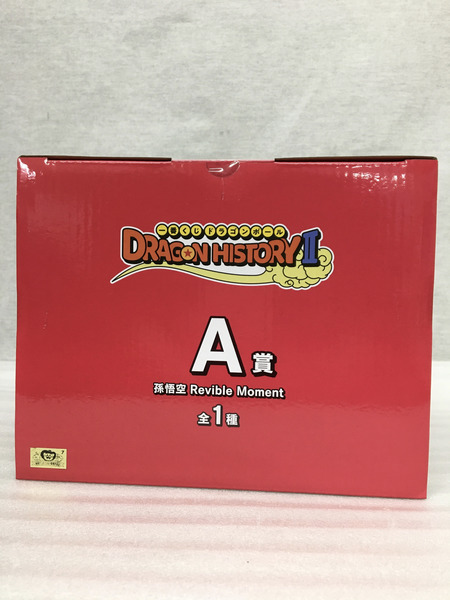 一番くじ ドラゴンボール
DRAGON HISTORY II
A賞
孫悟空 Revible Moment
全1種